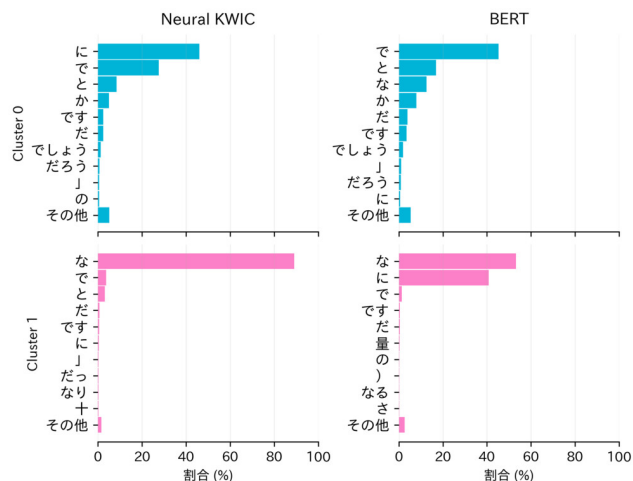 Neural KWIC
BERT
Cluster 0
に
で
と
か
です
だ
でしょう
だろう
」
の
その他
で
と
な
か
だ
です
でしょう
」
だろう
に
その他
Cluster 1
な
で
と
だ
です
に
」
だっ
なり
十
その他
0 20 40 60 80 100
割合 (%)
な
に
で
です
だ
量
の
)
なる
さ
その他
0 20 40 60 80 100
割合 (%)